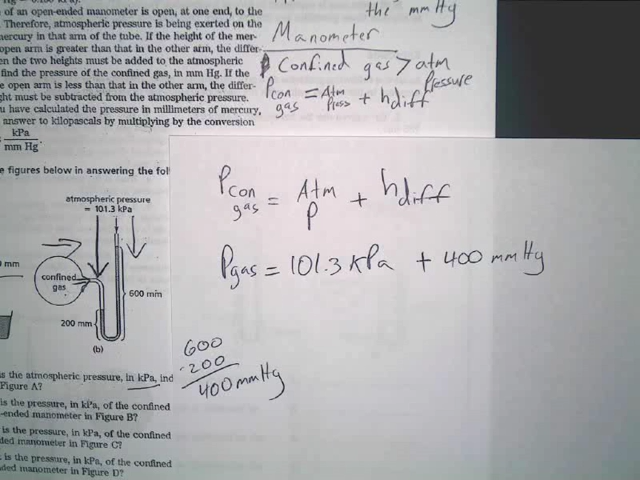 of an open-ended manometer is open, at one end, to the
Therefore, atmospheric pressure is being exerted on the
mercury in that arm of the tube. If the height of the mer-
open arm is greater than that in the other arm, the differ-
en the two heights must be added to the atmospheric
find the pressure of the confined gas, in mm Hg. If the
e open arm is less than that in the other arm, the differ-
ght must be subtracted from the atmospheric pressure.
u have calculated the pressure in millimeters of mercury,
answer to kilopascals by multiplying by the conversion
kPa
mm Hg
e figures below in answering the fol
atmospheric pressure
= 101.3 kPa
mm
confined
gas
600 mm
200 mm
(b)
is the atmospheric pressure, in kPa, ind
Figure A?
is the pressure, in kPa, of the confined
-ended manometer in Figure B?
is the pressure, in kPa, of the confined
ded manometer in Figure C?
is the pressure, in kPa, of the confined
ded manometer in Figure D?
the mmHg
Manometer
Confined gas > atm
pressure
Pcon gas = Atm Press + hdiff
Pcon gas = Atm P + hdiff
Pgas = 101.3 kPa + 400 mmHg
600
-200
400 mmHg